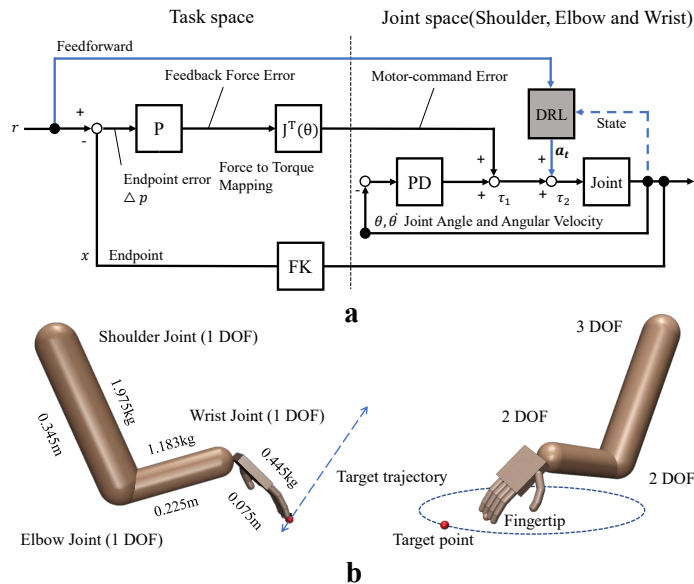 Task space
Joint space(Shoulder, Elbow and Wrist)
Feedforward
Feedback Force Error
Motor-command Error
DRL
State
r
+
-
P
Jᵀ(θ)
a_t
Endpoint error
△ p
Force to Torque
Mapping
-
PD
+
+
τ₁
+
+
τ₂
Joint
θ, θ̇ Joint Angle and Angular Velocity
x
Endpoint
FK
a
Shoulder Joint (1 DOF)
3 DOF
1.975kg
0.345m
Wrist Joint (1 DOF)
2 DOF
1.183kg
0.445kg
Target trajectory
2 DOF
0.225m
0.075m
Fingertip
Elbow Joint (1 DOF)
Target point
b